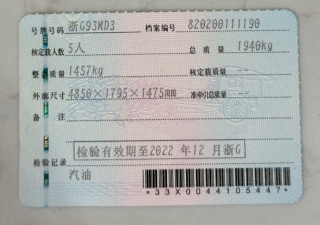 号牌号码 浙G93WD3 档案编号 820200111190
核定载人数 5人 总质量 1940kg
整备质量 1457kg 核定载质量 --
外廓尺寸 4850×1795×1475 准牵引总质量 --
备注
检验有效期至2022年12月浙G
检验记录
汽油
*33X0044105447*